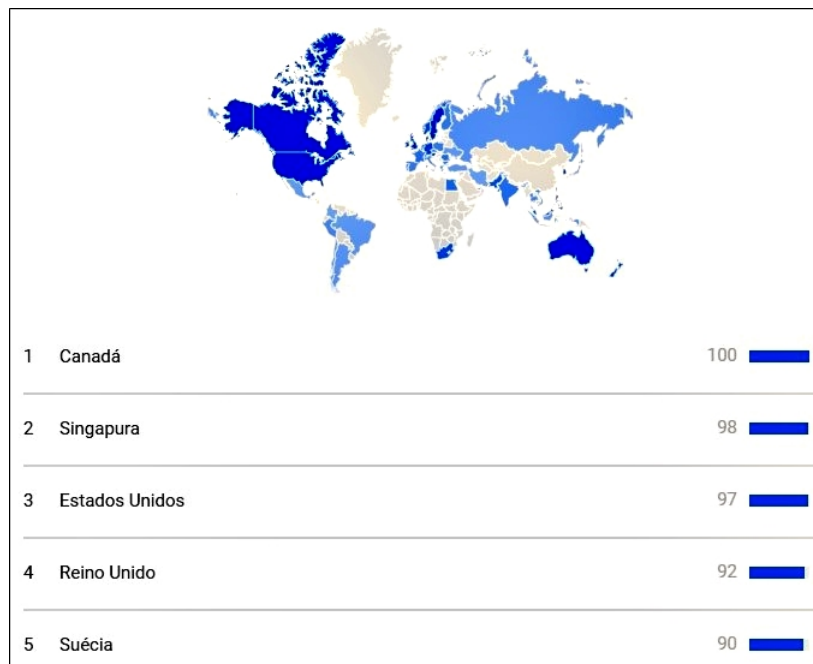 1 Canadá 100
2 Singapura 98
3 Estados Unidos 97
4 Reino Unido 92
5 Suécia 90